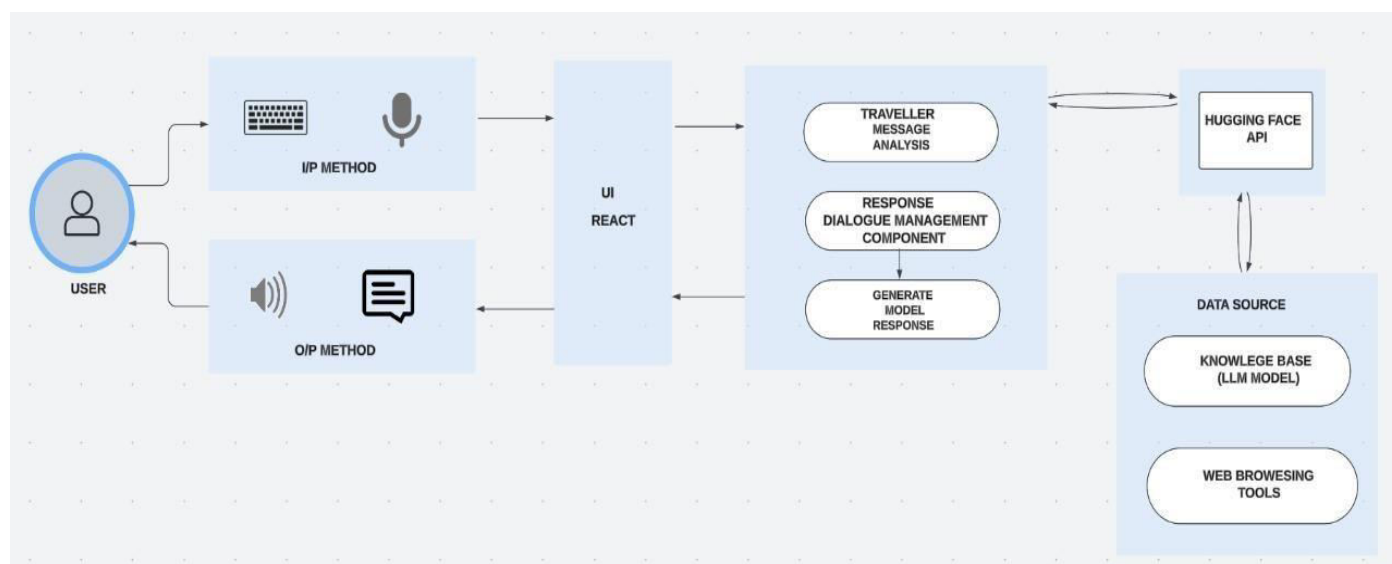 USER
I/P METHOD
O/P METHOD
UI
REACT
TRAVELLER
MESSAGE
ANALYSIS
RESPONSE
DIALOGUE MANAGEMENT
COMPONENT
GENERATE
MODEL
RESPONSE
HUGGING FACE
API
DATA SOURCE
KNOWLEGE BASE
(LLM MODEL)
WEB BROWESING
TOOLS